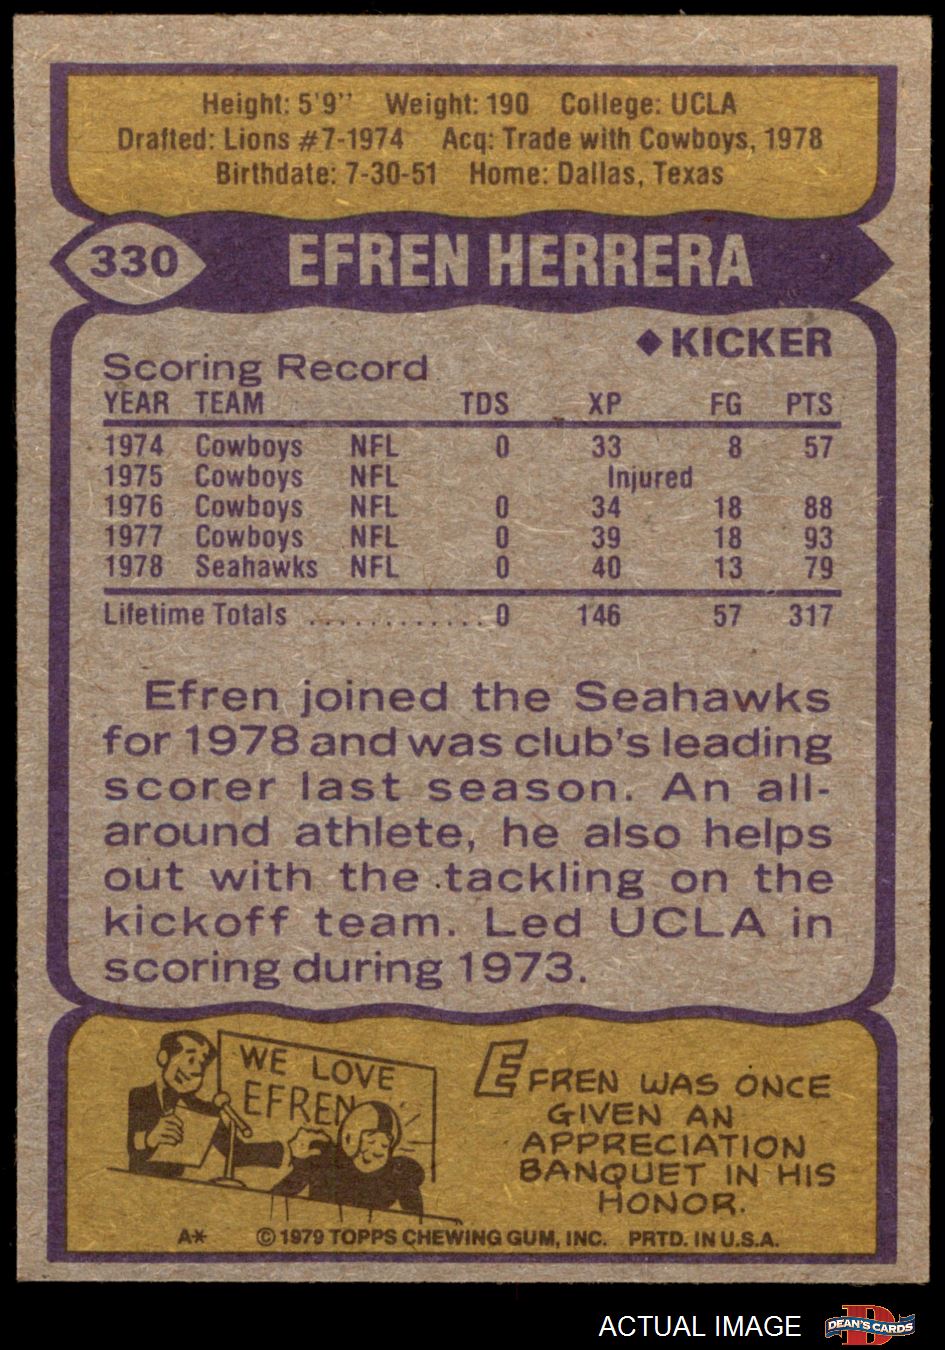 Height: 5'9" Weight: 190 College: UCLA
Drafted: Lions #7-1974 Acq: Trade with Cowboys, 1978
Birthdate: 7-30-51 Home: Dallas, Texas
330 EFREN HERRERA
◆KICKER
Scoring Record
YEAR TEAM TDS XP FG PTS
1974 Cowboys NFL 0 33 8 57
1975 Cowboys NFL Injured
1976 Cowboys NFL 0 34 18 88
1977 Cowboys NFL 0 39 18 93
1978 Seahawks NFL 0 40 13 79
Lifetime Totals ............ 0 146 57 317
Efren joined the Seahawks
for 1978 and was club's leading
scorer last season. An all-
around athlete, he also helps
out with the tackling on the
kickoff team. Led UCLA in
scoring during 1973.
WE LOVE
EFREN
EFREN WAS ONCE
GIVEN AN
APPRECIATION
BANQUET IN HIS
HONOR.
A* © 1979 TOPPS CHEWING GUM, INC. PRTD. IN U.S.A.
ACTUAL IMAGE D DEAN'S CARDS